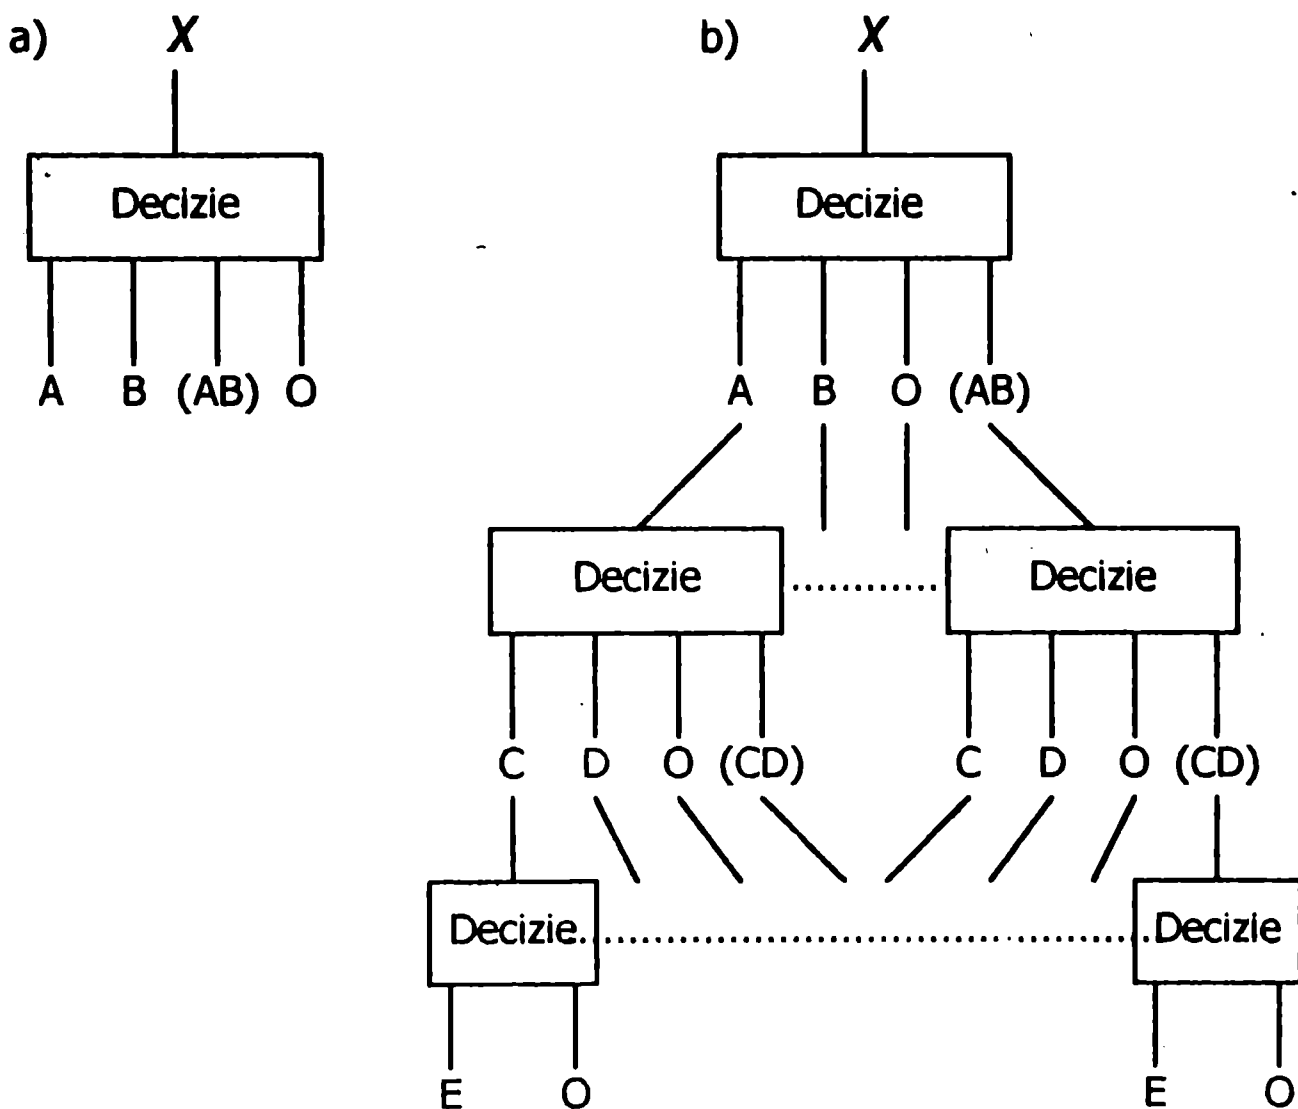 a) X b) X
Decizie Decizie
A B (AB) O A B O (AB)
Decizie Decizie
C D O (CD) C D O (CD)
Decizie Decizie
E O E O